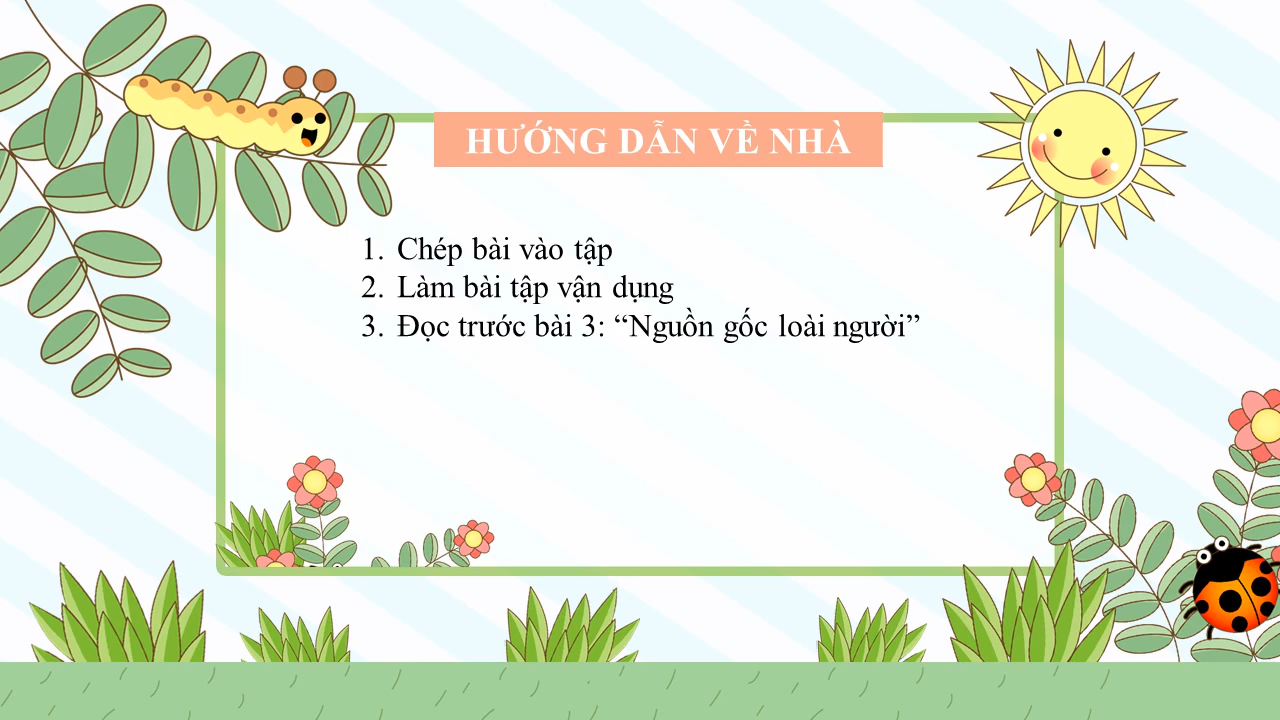 HƯỚNG DẪN VỀ NHÀ
1. Chép bài vào tập
2. Làm bài tập vận dụng
3. Đọc trước bài 3: “Nguồn gốc loài người”